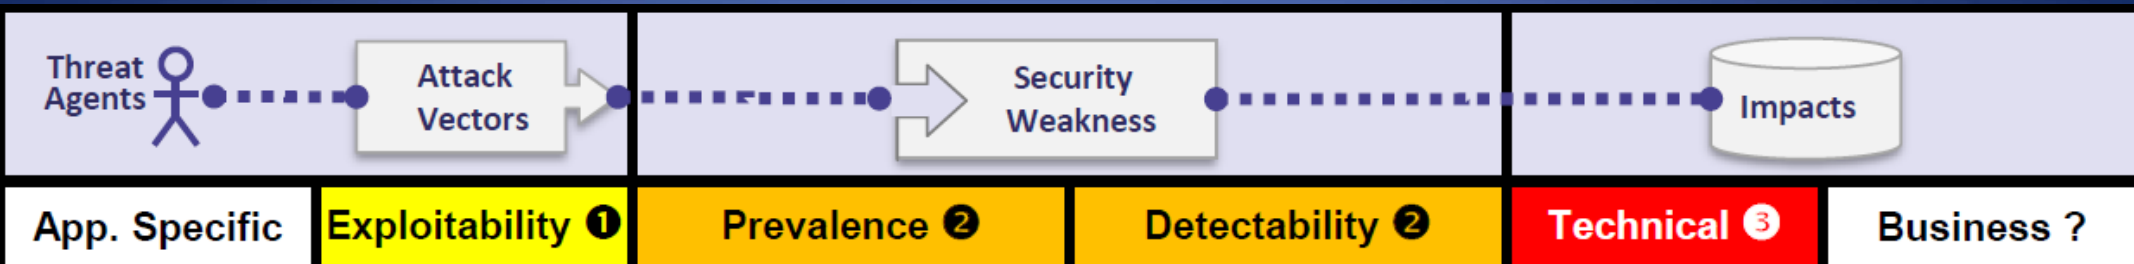 Threat
Agents
Attack
Vectors
Security
Weakness
Impacts
App. Specific
Exploitability ❶
Prevalence ❷
Detectability ❷
Technical ❸
Business ?